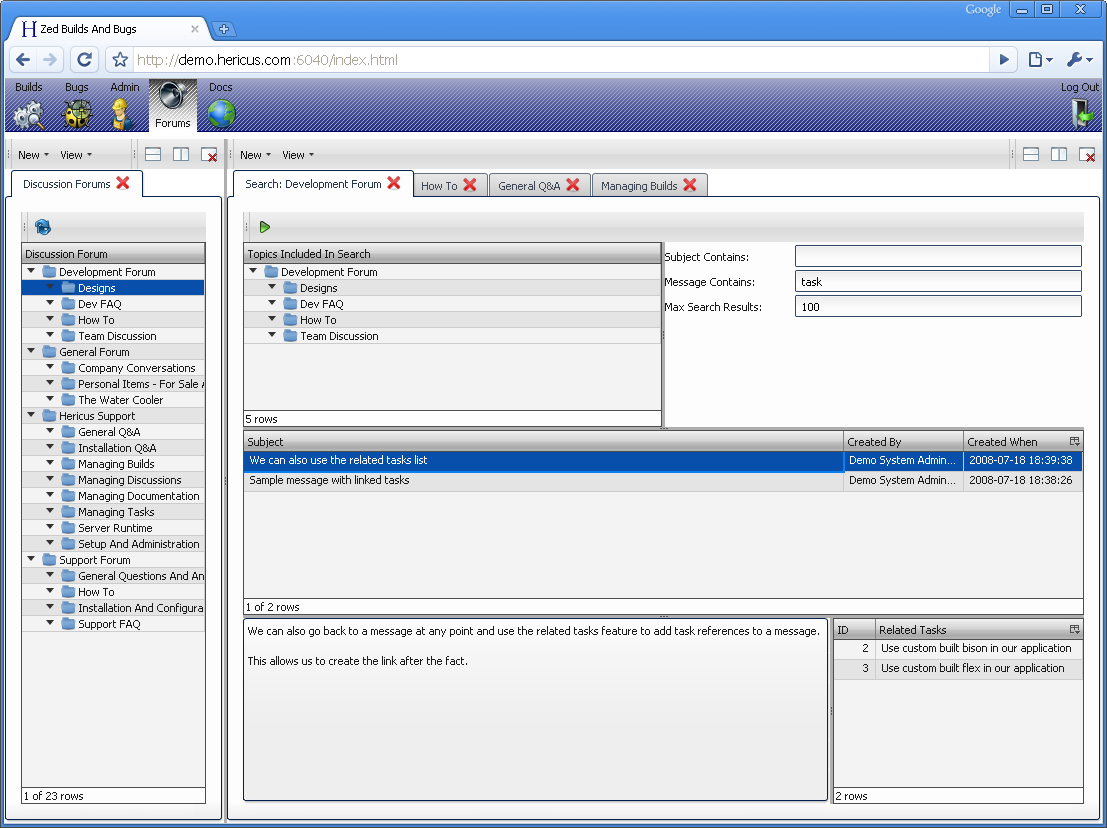 Google
Zed Builds And Bugs
http://demo.hericus.com:6040/index.html
Builds Bugs Admin Forums Docs Log Out
New View
New View
Discussion Forums
Search: Development Forum How To General Q&A Managing Builds
Discussion Forum
Development Forum
Designs
Dev FAQ
How To
Team Discussion
General Forum
Company Conversations
Personal Items - For Sale
The Water Cooler
Hericus Support
General Q&A
Installation Q&A
Managing Builds
Managing Discussions
Managing Documentation
Managing Tasks
Server Runtime
Setup And Administration
Support Forum
General Questions And An
How To
Installation And Configura
Support FAQ
1 of 23 rows
Topics Included In Search
Development Forum
Designs
Dev FAQ
How To
Team Discussion
5 rows
Subject Contains:
Message Contains: task
Max Search Results: 100
Subject Created By Created When
We can also use the related tasks list Demo System Admin... 2008-07-18 18:39:38
Sample message with linked tasks Demo System Admin... 2008-07-18 18:38:26
1 of 2 rows
We can also go back to a message at any point and use the related tasks feature to add task references to a message.
This allows us to create the link after the fact.
ID Related Tasks
2 Use custom built bison in our application
3 Use custom built flex in our application
2 rows